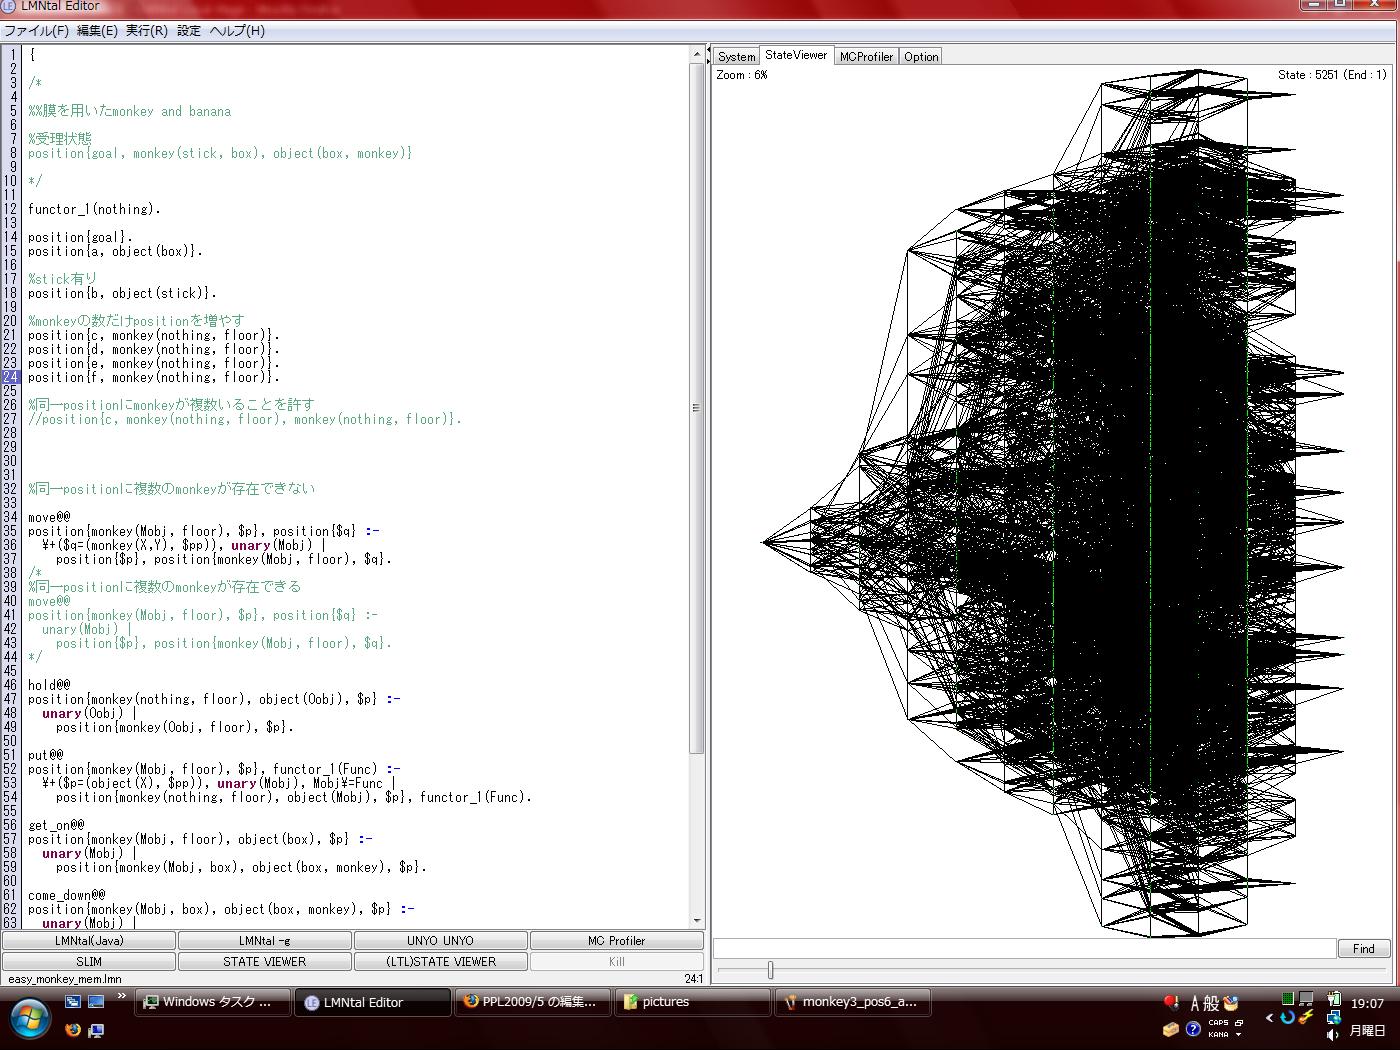 LMNtal Editor
ファイル(F) 編集(E) 実行(R) 設定 ヘルプ(H)
1 {
2
3 /*
4
5 %%膜を用いたmonkey and banana
6
7 %受理状態
8 position{goal, monkey(stick, box), object(box, monkey)}
9
10 */
11
12 functor_1(nothing).
13
14 position{goal}.
15 position{a, object(box)}.
16
17 %stick有り
18 position{b, object(stick)}.
19
20 %monkeyの数だけpositionを増やす
21 position{c, monkey(nothing, floor)}.
22 position{d, monkey(nothing, floor)}.
23 position{e, monkey(nothing, floor)}.
24 position{f, monkey(nothing, floor)}.
25
26 %同一positionにmonkeyが複数いることを許す
27 //position{c, monkey(nothing, floor), monkey(nothing, floor)}.
28
29
30
31
32 %同一positionに複数のmonkeyが存在できない
33
34 move@@
35 position{monkey(Mobj, floor), $p}, position{$q} :-
36 ¥+($q=(monkey(X,Y), $pp)), unary(Mobj) |
37 position{$p}, position{monkey(Mobj, floor), $q}.
38 /*
39 %同一positionに複数のmonkeyが存在できる
40 move@@
41 position{monkey(Mobj, floor), $p}, position{$q} :-
42 unary(Mobj) |
43 position{$p}, position{monkey(Mobj, floor), $q}.
44 */
45
46 hold@@
47 position{monkey(nothing, floor), object(Oobj), $p} :-
48 unary(Oobj) |
49 position{monkey(Oobj, floor), $p}.
50
51 put@@
52 position{monkey(Mobj, floor), $p}, functor_1(Func) :-
53 ¥+($p=(object(X), $pp)), unary(Mobj), Mobj¥=Func |
54 position{monkey(nothing, floor), object(Mobj), $p}, functor_1(Func).
55
56 get_on@@
57 position{monkey(Mobj, floor), object(box), $p} :-
58 unary(Mobj) |
59 position{monkey(Mobj, box), object(box, monkey), $p}.
60
61 come_down@@
62 position{monkey(Mobj, box), object(box, monkey), $p} :-
63 unary(Mobj) |
LMNtal(Java) LMNtal -g UNYO UNYO MC Profiler
SLIM STATE VIEWER (LTL)STATE VIEWER Kill
easy_monkey_mem.lmn 24:1
System StateViewer MCProfiler Option
Zoom : 6% State : 5251 (End : 1)
Find
Windows タスク ... LMNtal Editor PPL2009/5 の編集... pictures monkey3_pos6_a...
A 般
CAPS
KANA
19:07
月曜日